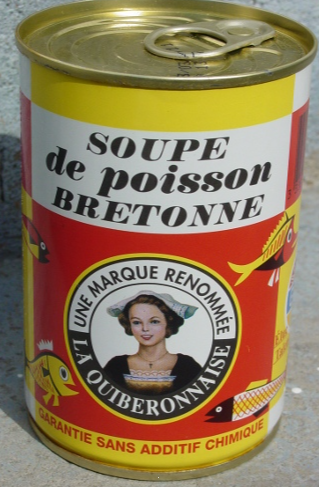 SOUPE
de poisson
BRETONNE
UNE MARQUE RENOMMÉE
LA QUIBERONNAISE
GARANTIE SANS ADDITIF CHIMIQUE